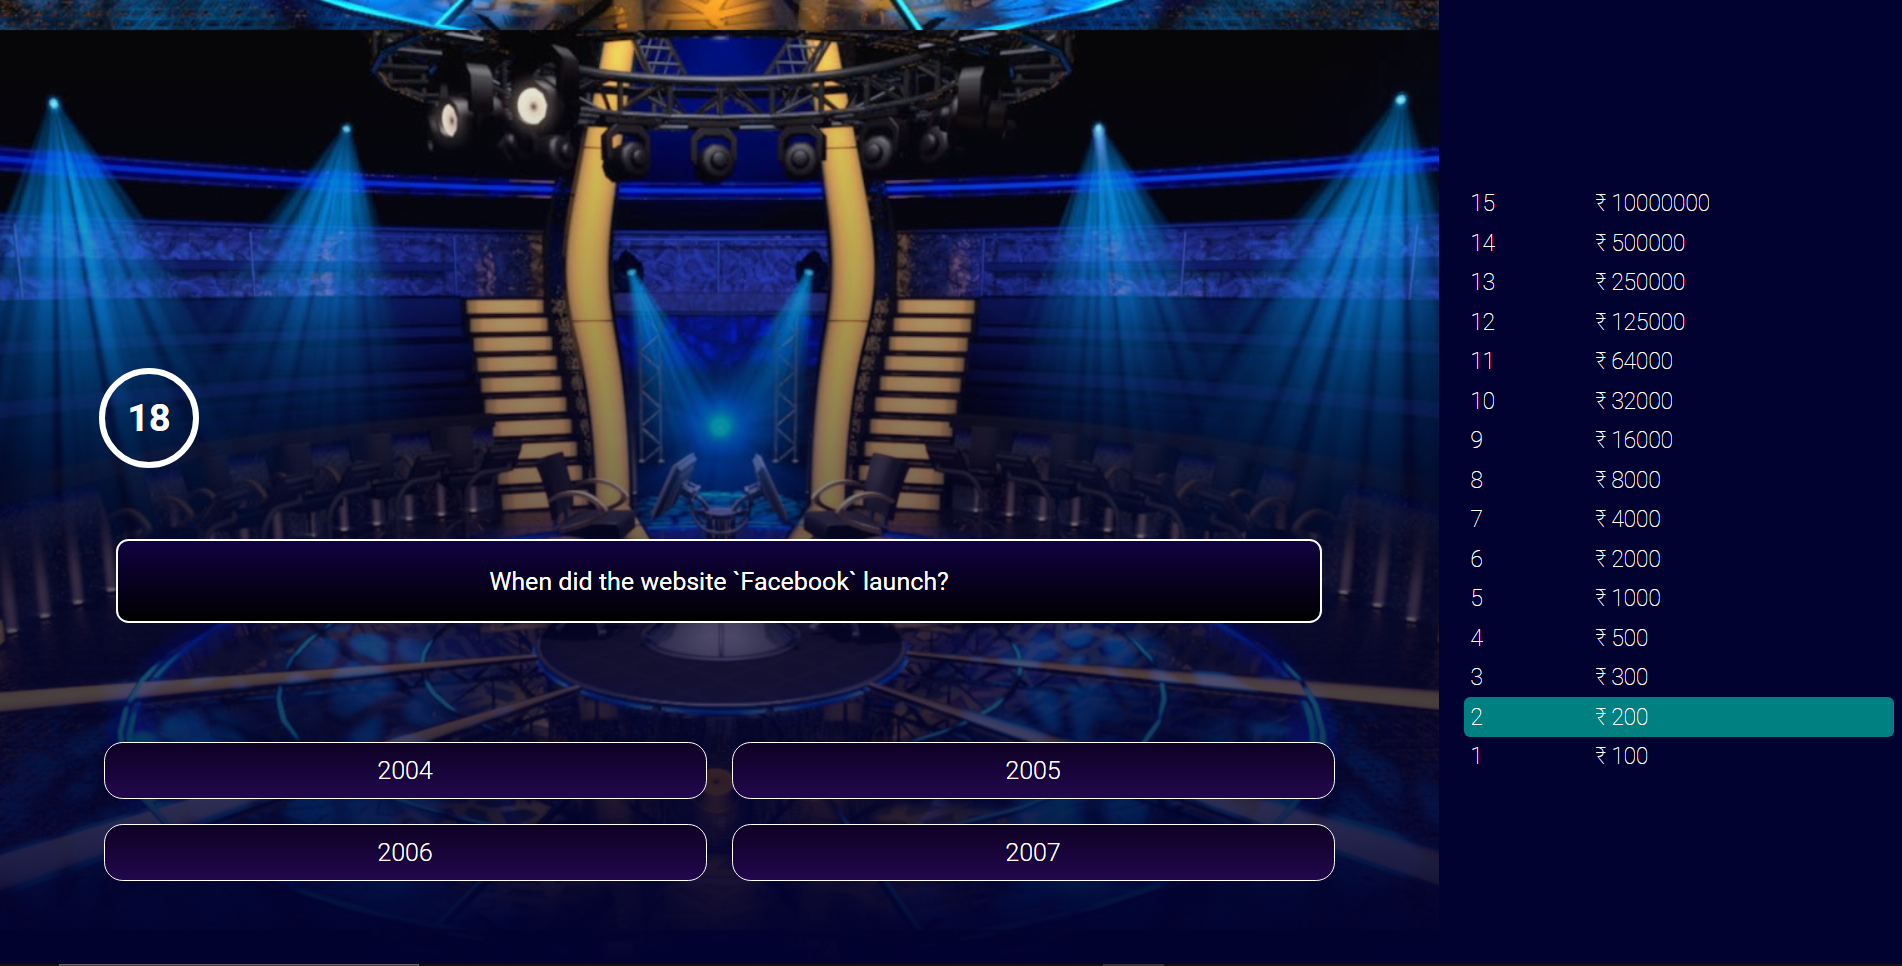 18
When did the website `Facebook` launch?
2004
2005
2006
2007
15 ₹ 10000000
14 ₹ 500000
13 ₹ 250000
12 ₹ 125000
11 ₹ 64000
10 ₹ 32000
9 ₹ 16000
8 ₹ 8000
7 ₹ 4000
6 ₹ 2000
5 ₹ 1000
4 ₹ 500
3 ₹ 300
2 ₹ 200
1 ₹ 100